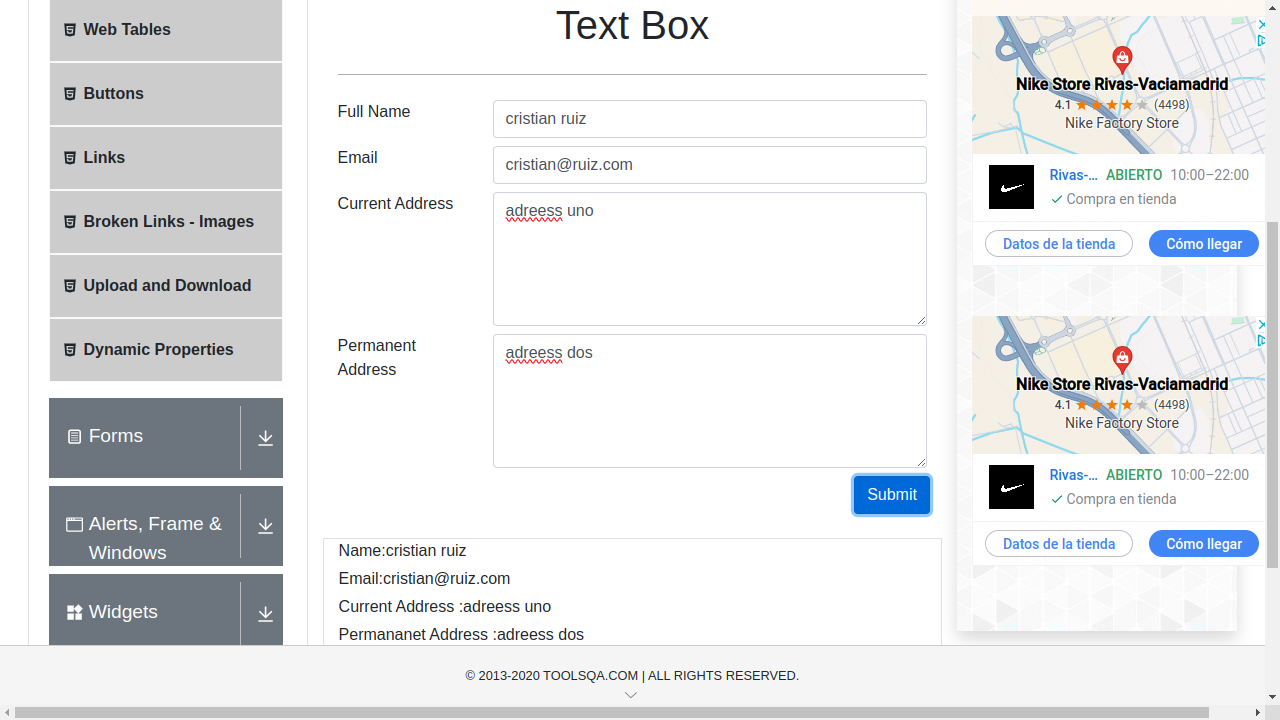 Web Tables
Buttons
Links
Broken Links - Images
Upload and Download
Dynamic Properties
Forms
Alerts, Frame &
Windows
Widgets
Text Box
Full Name
cristian ruiz
Email
cristian@ruiz.com
Current Address
adreess uno
Permanent
Address
adreess dos
Submit
Name:cristian ruiz
Email:cristian@ruiz.com
Current Address :adreess uno
Permananet Address :adreess dos
Nike Store Rivas-Vaciamadrid
4.1 (4498)
Nike Factory Store
Rivas-... ABIERTO 10:00–22:00
Compra en tienda
Datos de la tienda
Cómo llegar
Nike Store Rivas-Vaciamadrid
4.1 (4498)
Nike Factory Store
Rivas-... ABIERTO 10:00–22:00
Compra en tienda
Datos de la tienda
Cómo llegar
© 2013-2020 TOOLSQA.COM | ALL RIGHTS RESERVED.